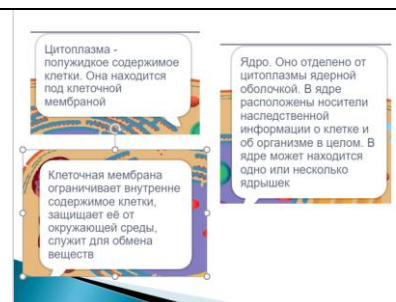 Цитоплазма -
полужидкое содержимое
клетки. Она находится
под клеточной
мембраной
Ядро. Оно отделено от
цитоплазмы ядерной
оболочкой. В ядре
расположены носители
наследственной
информации о клетке и
об организме в целом. В
ядре может находится
одно или несколько
ядрышек
Клеточная мембрана
ограничивает внутренне
содержимое клетки,
защищает её от
окружающей среды,
служит для обмена
веществ